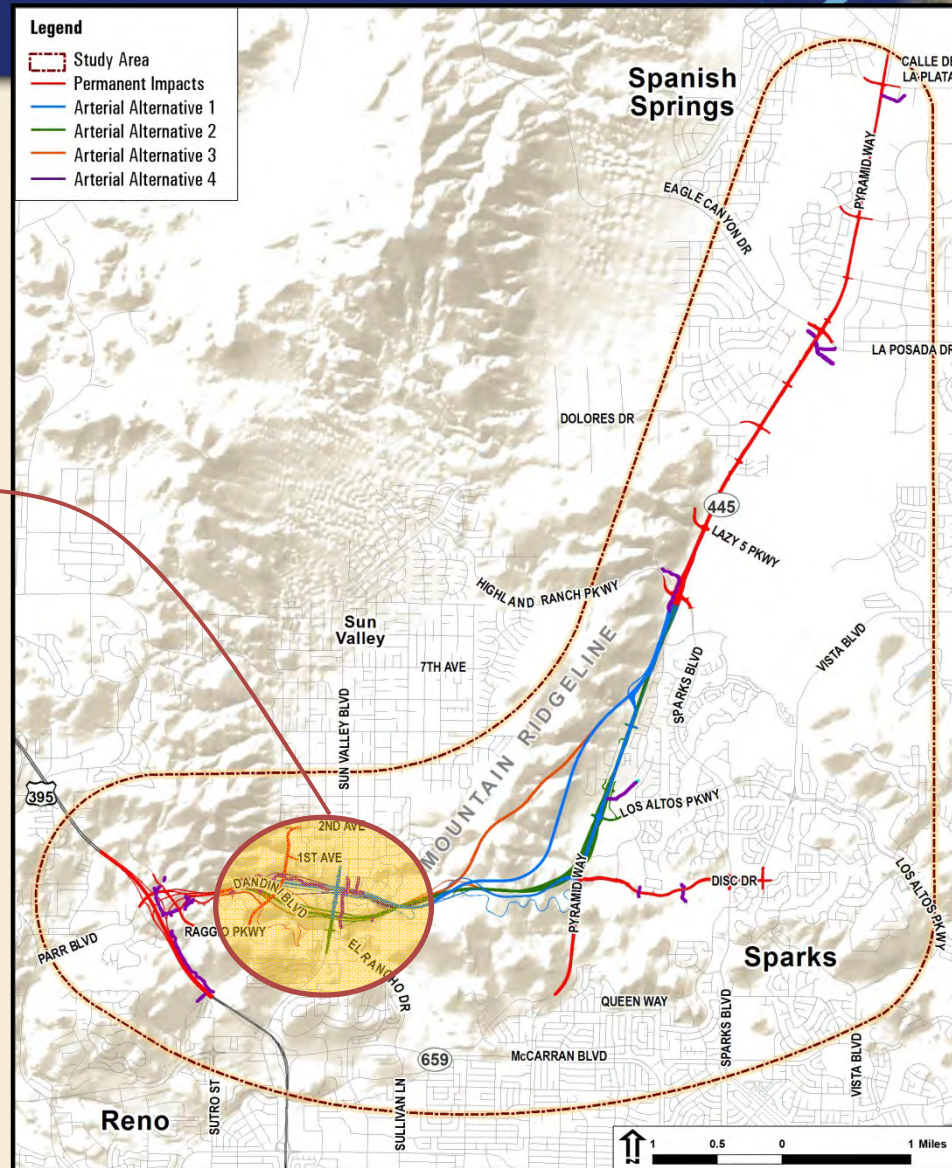 Legend
Study Area
Permanent Impacts
Arterial Alternative 1
Arterial Alternative 2
Arterial Alternative 3
Arterial Alternative 4
Spanish
Springs
CALLE DE
LA PLATA
PYRAMID WAY
EAGLE CANYON DR
LA POSADA DR
DOLORES DR
445
LAZY 5 PKWY
HIGHLAND RANCH PKWY
Sun
Valley
7TH AVE
MOUNTAIN RIDGELINE
SPARKS BLVD
VISTA BLVD
SUN VALLEY BLVD
395
LOS ALTOS PKWY
2ND AVE
1ST AVE
DANDINI BLVD
PYRAMID WAY
DISC DR
LOS ALTOS PKWY
RAGGIO PKWY
PARR BLVD
EL RANCHO DR
Sparks
QUEEN WAY
SPARKS BLVD
659
McCARRAN BLVD
VISTA BLVD
SUTRO ST
SULLIVAN LN
Reno
N
1 0.5 0 1 Miles